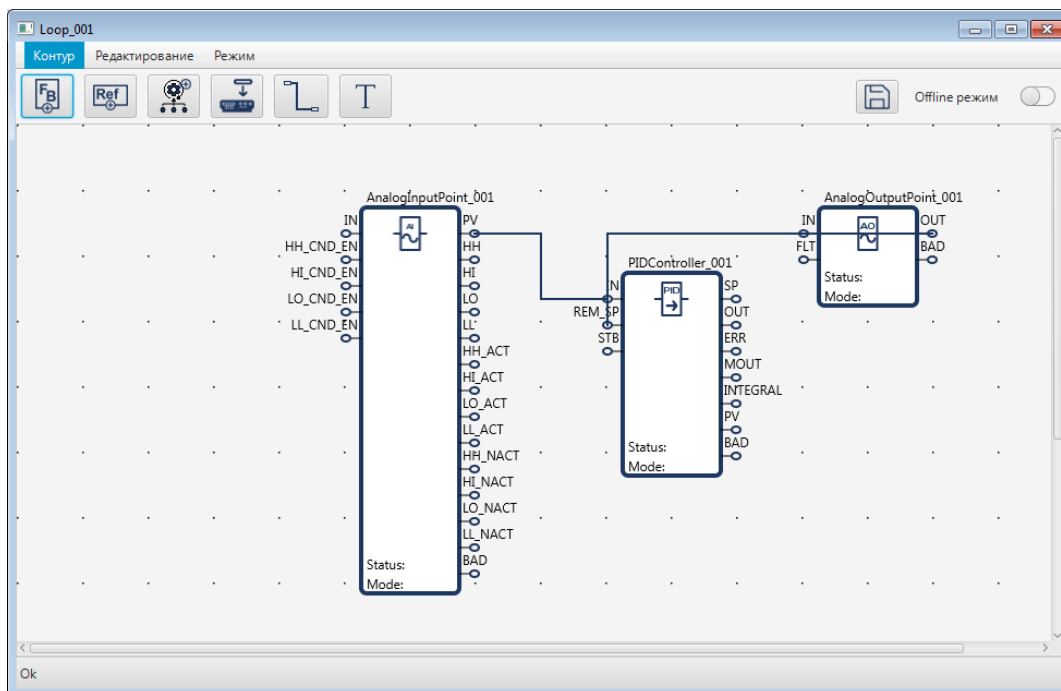 Loop_001
Контур Редактирование Режим
FB Ref T Offline режим
AnalogInputPoint_001
IN
HH_CND_EN
HI_CND_EN
LO_CND_EN
LL_CND_EN
AI
PV
HH
HI
LO
LL
HH_ACT
HI_ACT
LO_ACT
LL_ACT
HH_NACT
HI_NACT
LO_NACT
LL_NACT
BAD
Status:
Mode:
PIDController_001
IN
REM_SP
STB
PID
SP
OUT
ERR
MOUT
INTEGRAL
PV
BAD
Status:
Mode:
AnalogOutputPoint_001
IN
FLT
AO
OUT
BAD
Status:
Mode:
Ok